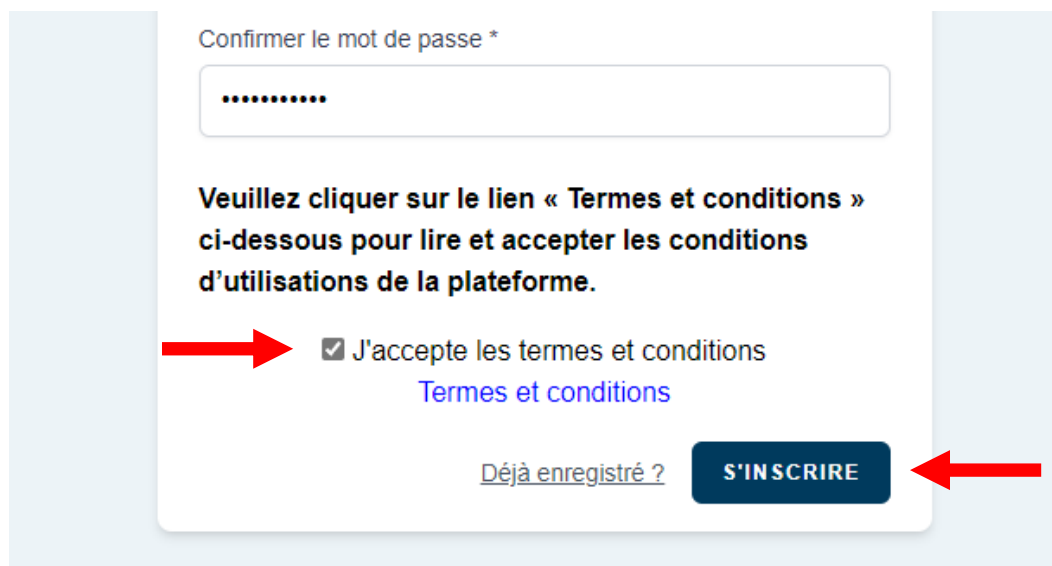 Confirmer le mot de passe *
•••••••••••
Veuillez cliquer sur le lien « Termes et conditions »
ci-dessous pour lire et accepter les conditions
d’utilisations de la plateforme.
J'accepte les termes et conditions
Termes et conditions
Déjà enregistré ? S'INSCRIRE